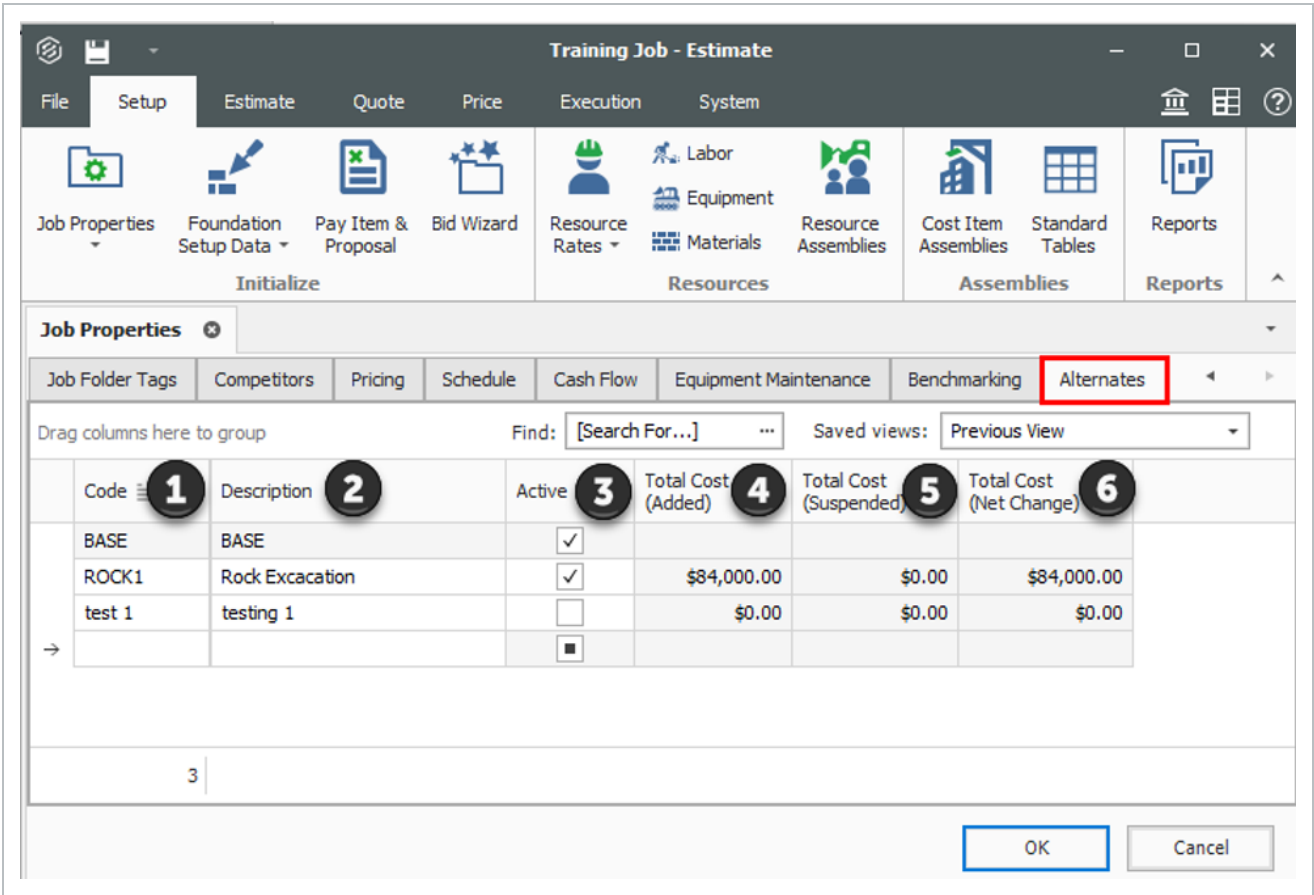 Training Job - Estimate
File Setup Estimate Quote Price Execution System
Job Properties
Foundation Setup Data
Pay Item & Proposal
Bid Wizard
Initialize
Resource Rates
Labor
Equipment
Materials
Resource Assemblies
Resources
Cost Item Assemblies
Standard Tables
Assemblies
Reports
Reports
Job Properties
Job Folder Tags Competitors Pricing Schedule Cash Flow Equipment Maintenance Benchmarking Alternates
Drag columns here to group Find: [Search For...] ... Saved views: Previous View
Code 1 Description 2 Active 3 Total Cost (Added) 4 Total Cost (Suspended) 5 Total Cost (Net Change) 6
BASE BASE
ROCK1 Rock Excacation $84,000.00 $0.00 $84,000.00
test 1 testing 1 $0.00 $0.00 $0.00
3
OK Cancel